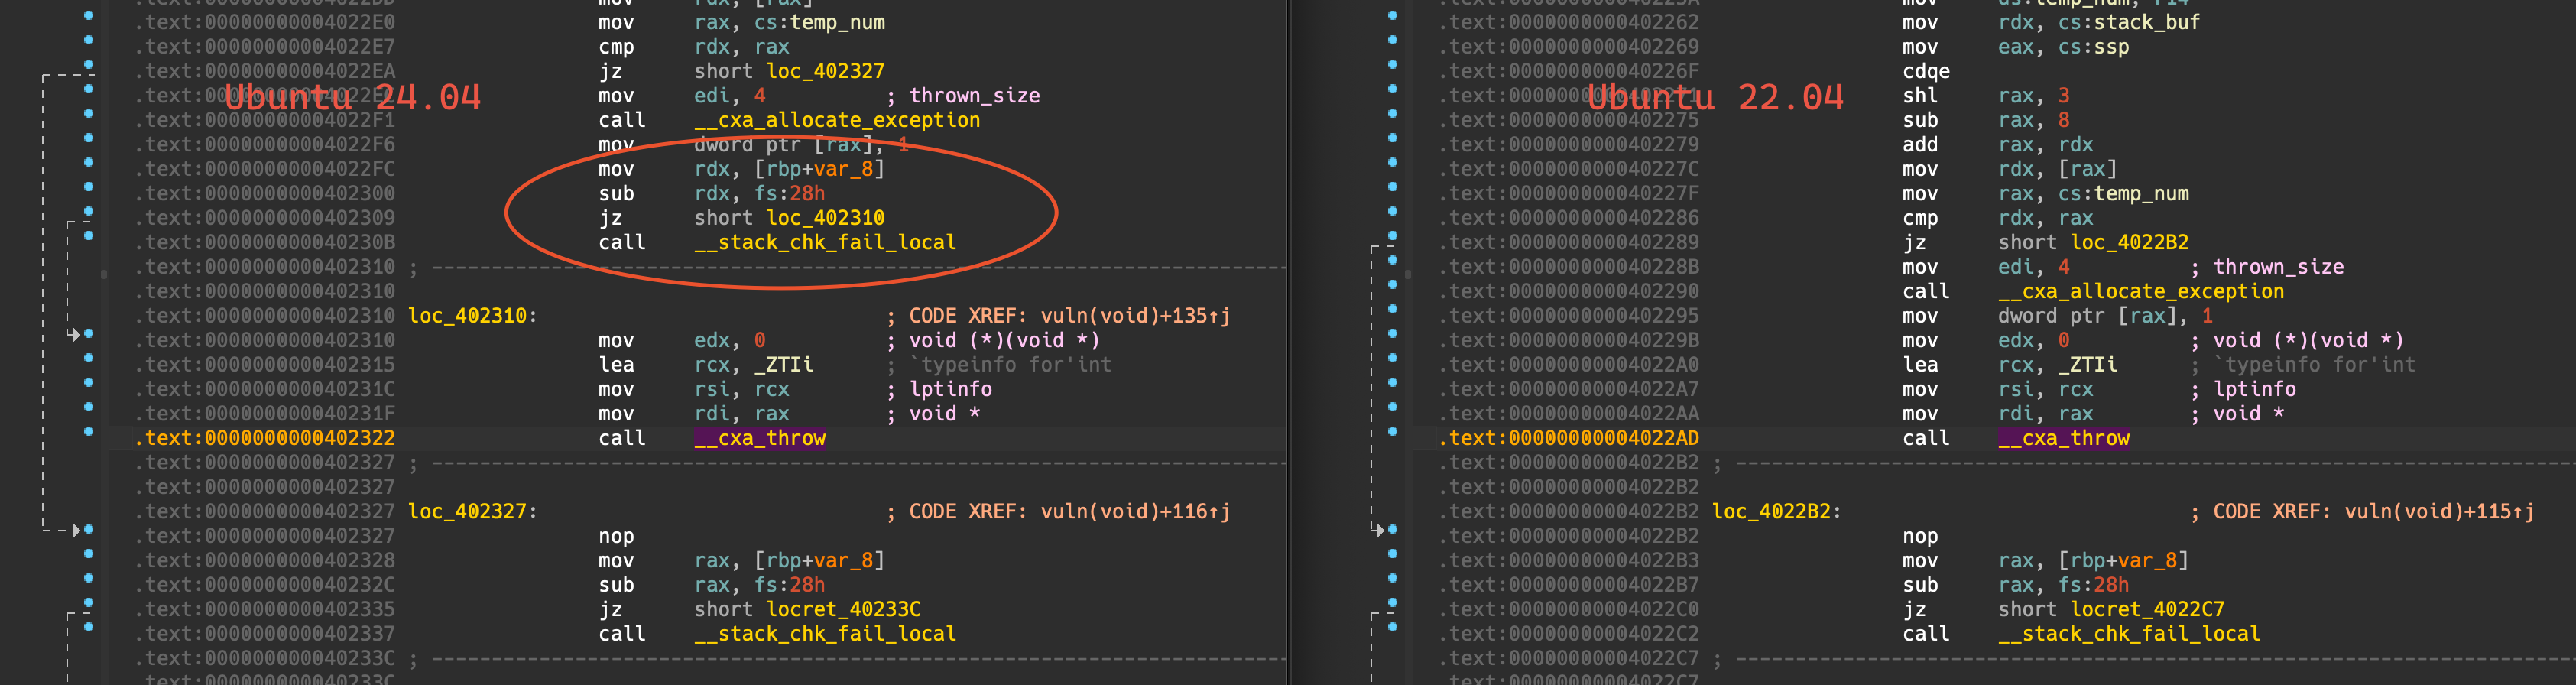 .text:00000000004022E0 mov rax, cs:temp_num
.text:00000000004022E7 cmp rdx, rax
.text:00000000004022EA jz short loc_402327
Ubuntu 24.04
.text:00000000004022EC mov edi, 4 ; thrown_size
.text:00000000004022F1 call __cxa_allocate_exception
.text:00000000004022F6 mov dword ptr [rax], 1
.text:00000000004022FC mov rdx, [rbp+var_8]
.text:0000000000402300 sub rdx, fs:28h
.text:0000000000402309 jz short loc_402310
.text:000000000040230B call __stack_chk_fail_local
.text:0000000000402310 ; ---------------------------------------------------------------------------
.text:0000000000402310
.text:0000000000402310 loc_402310: ; CODE XREF: vuln(void)+135↑j
.text:0000000000402310 mov edx, 0 ; void (*)(void *)
.text:0000000000402315 lea rcx, _ZTIi ; `typeinfo for'int
.text:000000000040231C mov rsi, rcx ; lptinfo
.text:000000000040231F mov rdi, rax ; void *
.text:0000000000402322 call __cxa_throw
.text:0000000000402327 ; ---------------------------------------------------------------------------
.text:0000000000402327
.text:0000000000402327 loc_402327: ; CODE XREF: vuln(void)+116↑j
.text:0000000000402327 nop
.text:0000000000402328 mov rax, [rbp+var_8]
.text:000000000040232C sub rax, fs:28h
.text:0000000000402335 jz short locret_40233C
.text:0000000000402337 call __stack_chk_fail_local
.text:000000000040233C ; ---------------------------------------------------------------------------
.text:0000000000402262 mov rdx, cs:stack_buf
.text:0000000000402269 mov eax, cs:ssp
.text:000000000040226F cdqe
Ubuntu 22.04
.text:0000000000402271 shl rax, 3
.text:0000000000402275 sub rax, 8
.text:0000000000402279 add rax, rdx
.text:000000000040227C mov rdx, [rax]
.text:000000000040227F mov rax, cs:temp_num
.text:0000000000402286 cmp rdx, rax
.text:0000000000402289 jz short loc_4022B2
.text:000000000040228B mov edi, 4 ; thrown_size
.text:0000000000402290 call __cxa_allocate_exception
.text:0000000000402295 mov dword ptr [rax], 1
.text:000000000040229B mov edx, 0 ; void (*)(void *)
.text:00000000004022A0 lea rcx, _ZTIi ; `typeinfo for'int
.text:00000000004022A7 mov rsi, rcx ; lptinfo
.text:00000000004022AA mov rdi, rax ; void *
.text:00000000004022AD call __cxa_throw
.text:00000000004022B2 ; ---------------------------------------------------------------------------
.text:00000000004022B2
.text:00000000004022B2 loc_4022B2: ; CODE XREF: vuln(void)+115↑j
.text:00000000004022B2 nop
.text:00000000004022B3 mov rax, [rbp+var_8]
.text:00000000004022B7 sub rax, fs:28h
.text:00000000004022C0 jz short locret_4022C7
.text:00000000004022C2 call __stack_chk_fail_local
.text:00000000004022C7 ; ---------------------------------------------------------------------------